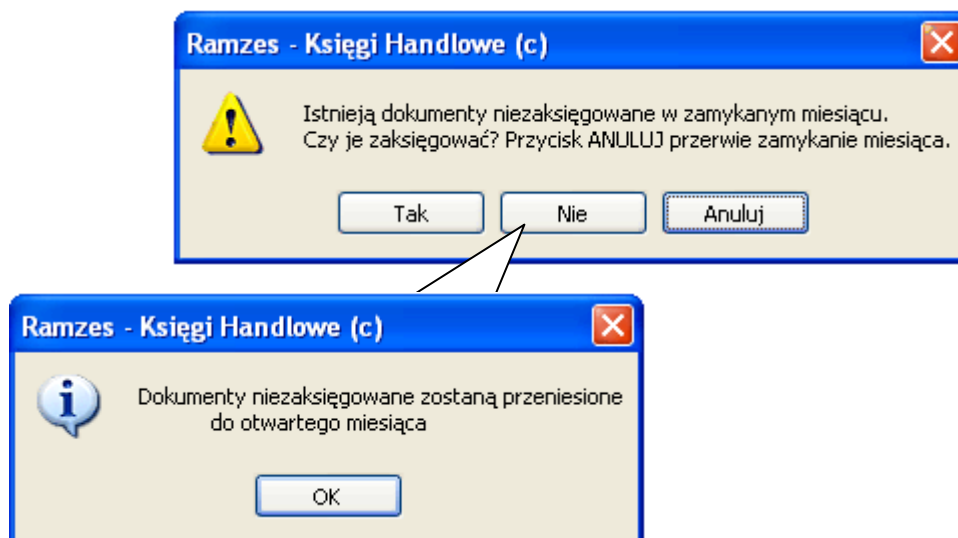 Ramzes - Księgi Handlowe (c)
Istnieją dokumenty niezaksięgowane w zamykanym miesiącu.
Czy je zaksięgować? Przycisk ANULUJ przerwie zamykanie miesiąca.
Tak Nie Anuluj
Ramzes - Księgi Handlowe (c)
Dokumenty niezaksięgowane zostaną przeniesione
do otwartego miesiąca
OK